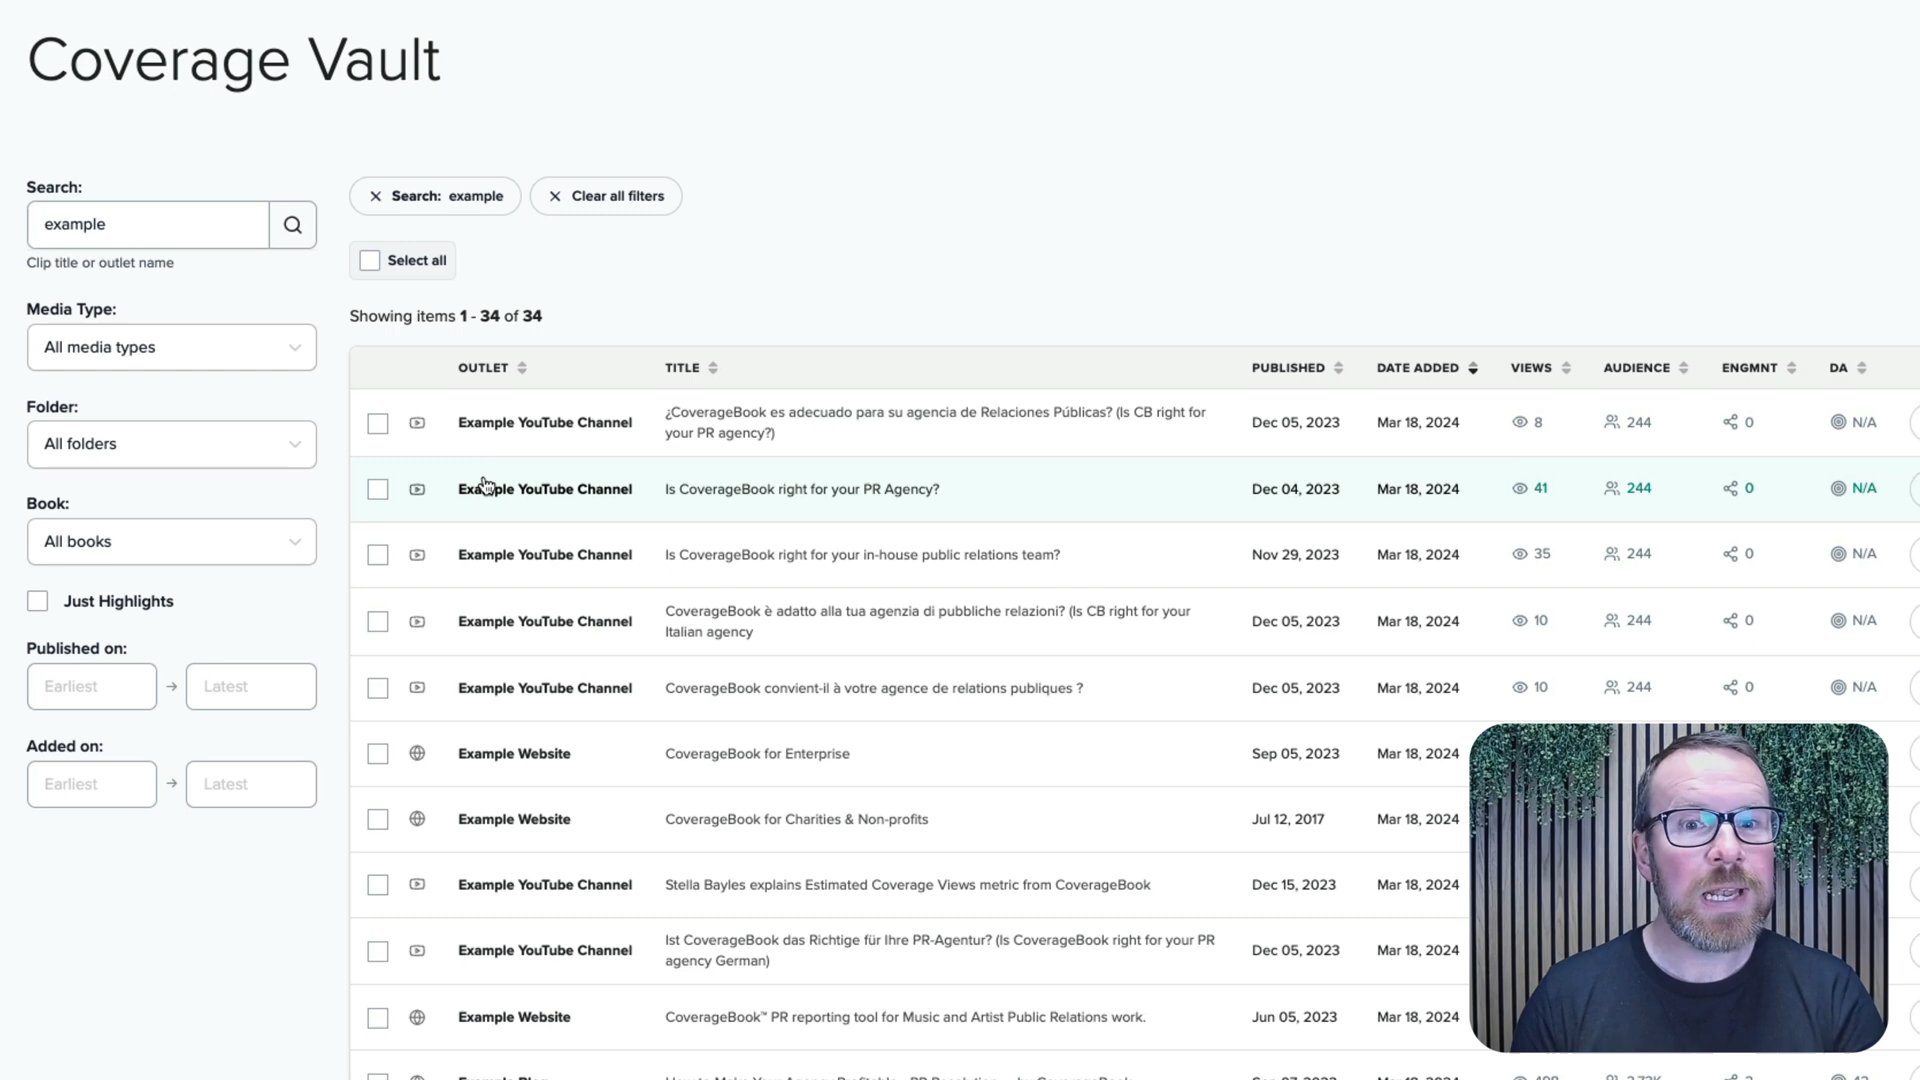 Coverage Vault
Search:
example
Clip title or outlet name
Media Type:
All media types
Folder:
All folders
Book:
All books
Just Highlights
Published on:
Earliest → Latest
Added on:
Earliest → Latest
Search: example Clear all filters
Select all
Showing items 1 - 34 of 34
OUTLET TITLE PUBLISHED DATE ADDED VIEWS AUDIENCE ENGMNT DA
Example YouTube Channel ¿CoverageBook es adecuado para su agencia de Relaciones Públicas? (Is CB right for Dec 05, 2023 Mar 18, 2024 8 244 0 N/A
your PR agency?)
Example YouTube Channel Is CoverageBook right for your PR Agency? Dec 04, 2023 Mar 18, 2024 41 244 0 N/A
Example YouTube Channel Is CoverageBook right for your in-house public relations team? Nov 29, 2023 Mar 18, 2024 35 244 0 N/A
Example YouTube Channel CoverageBook è adatto alla tua agenzia di pubbliche relazioni? (Is CB right for your Dec 05, 2023 Mar 18, 2024 10 244 0 N/A
Italian agency
Example YouTube Channel CoverageBook convient-il à votre agence de relations publiques ? Dec 05, 2023 Mar 18, 2024 10 244 0 N/A
Example Website CoverageBook for Enterprise Sep 05, 2023 Mar 18, 2024
Example Website CoverageBook for Charities & Non-profits Jul 12, 2017 Mar 18, 2024
Example YouTube Channel Stella Bayles explains Estimated Coverage Views metric from CoverageBook Dec 15, 2023 Mar 18, 2024
Example YouTube Channel Ist CoverageBook das Richtige für Ihre PR-Agentur? (Is CoverageBook right for your PR Dec 05, 2023 Mar 18, 2024
agency German)
Example Website CoverageBook™ PR reporting tool for Music and Artist Public Relations work. Jun 05, 2023 Mar 18, 2024